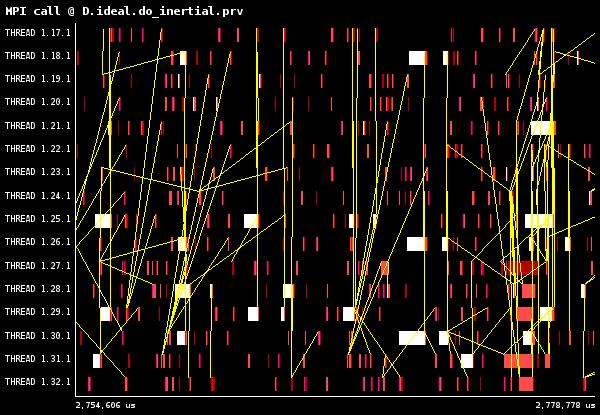 MPI call @ D.ideal.do_inertial.prv
THREAD 1.17.1
THREAD 1.18.1
THREAD 1.19.1
THREAD 1.20.1
THREAD 1.21.1
THREAD 1.22.1
THREAD 1.23.1
THREAD 1.24.1
THREAD 1.25.1
THREAD 1.26.1
THREAD 1.27.1
THREAD 1.28.1
THREAD 1.29.1
THREAD 1.30.1
THREAD 1.31.1
THREAD 1.32.1
2,754,606 us 2,778,778 us